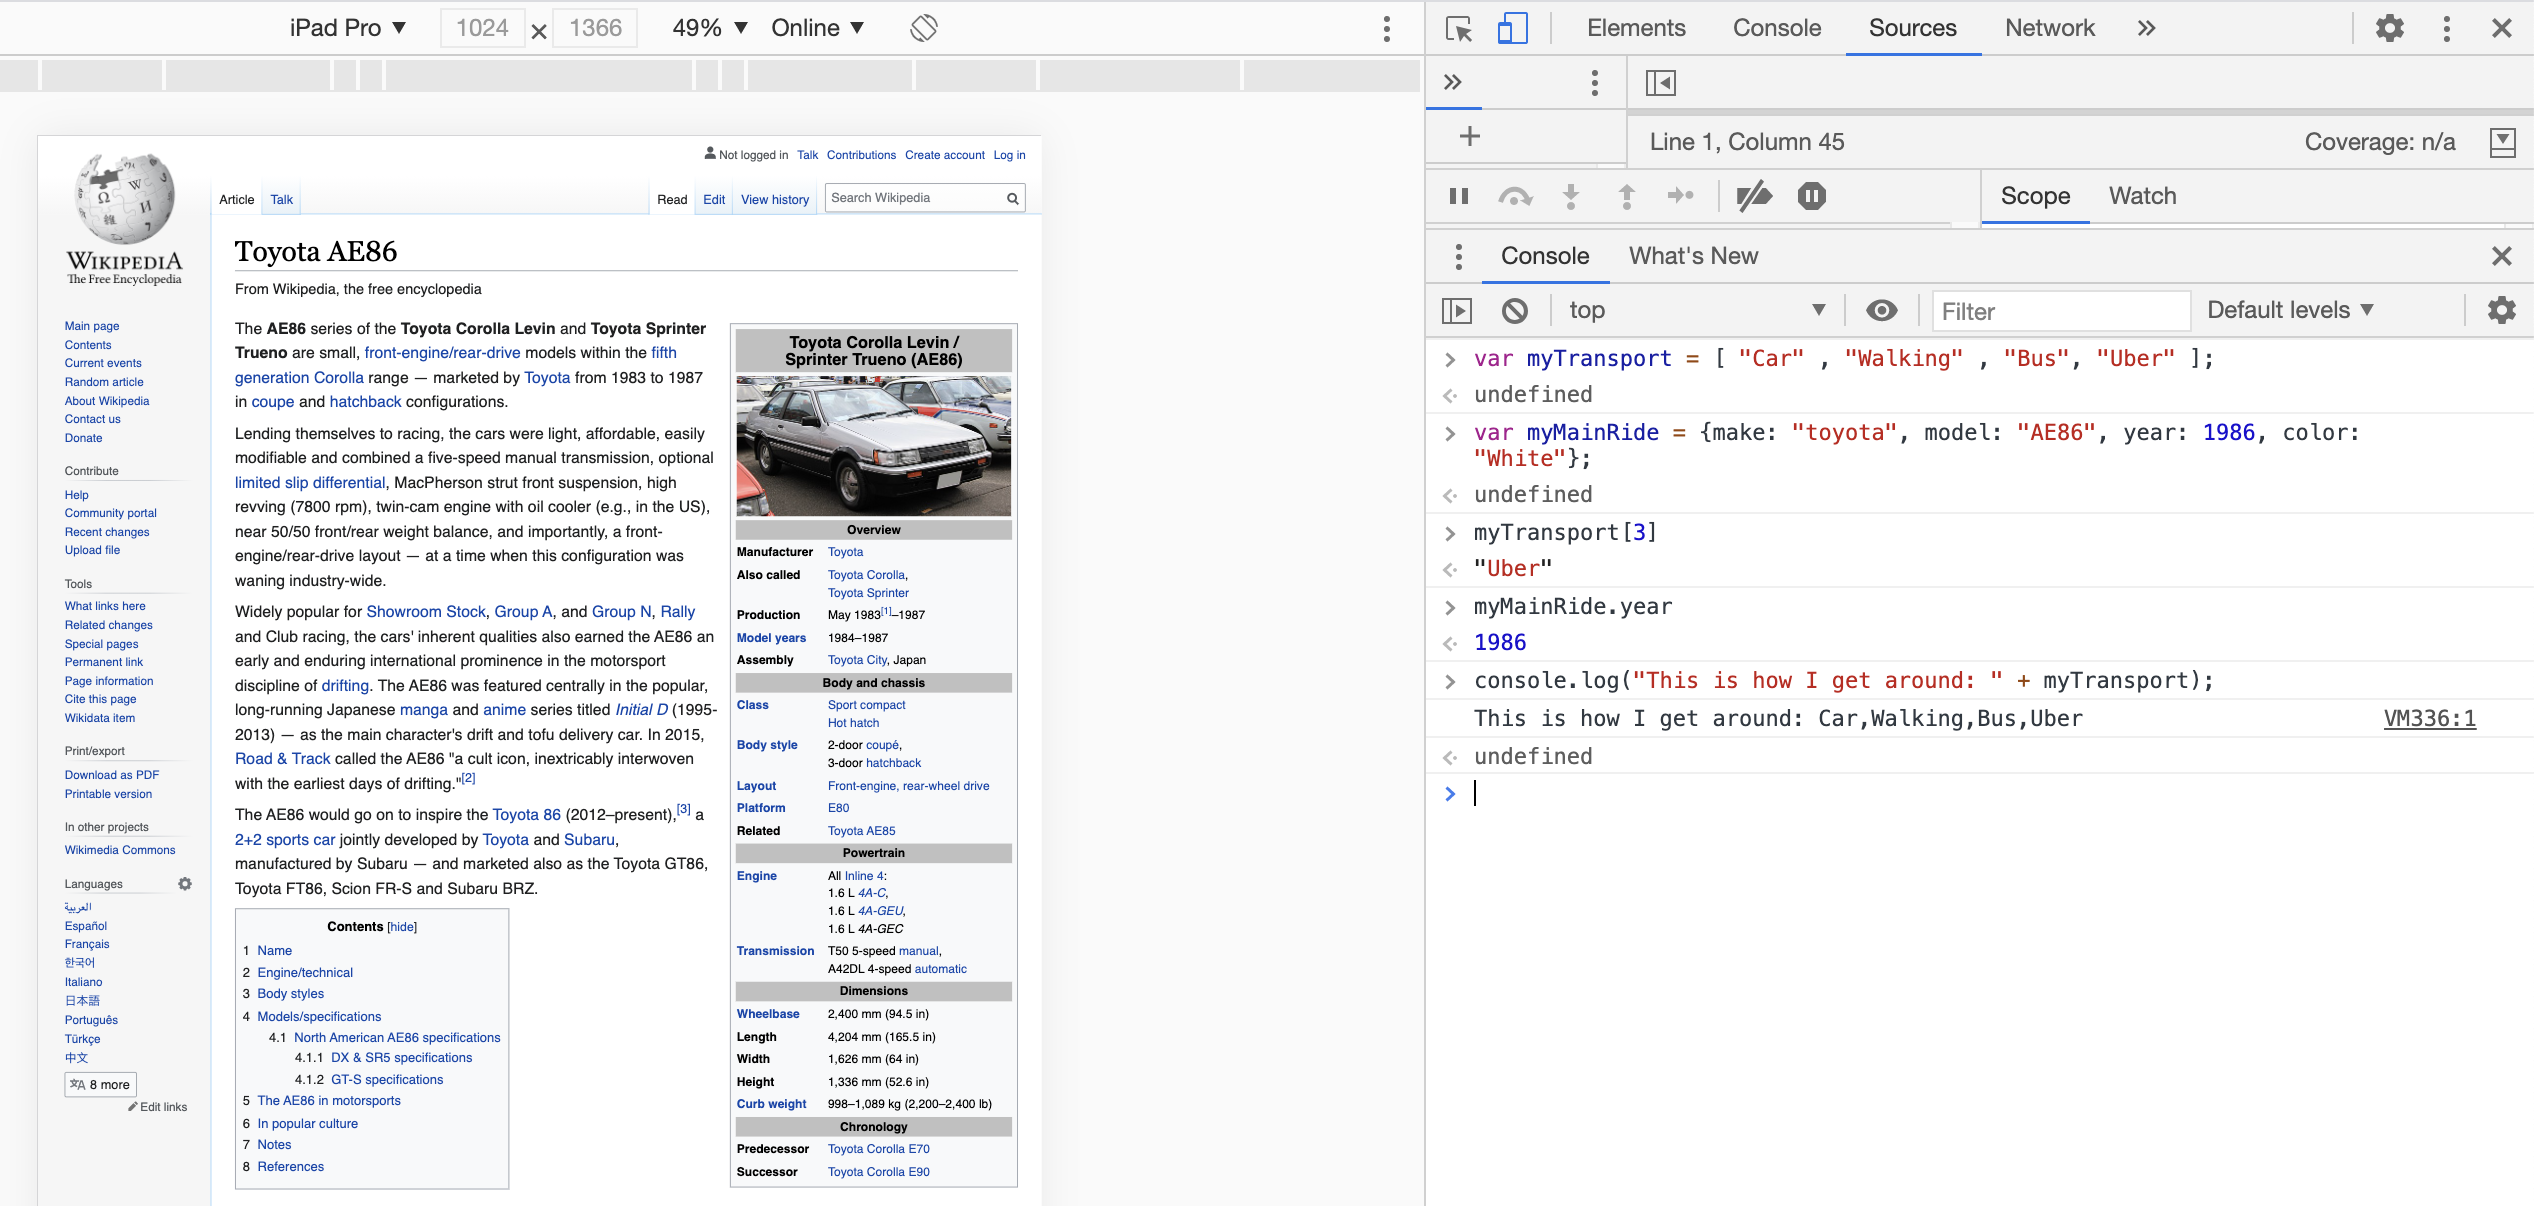 iPad Pro ▼ 1024 × 1366 49% ▼ Online ▼
Not logged in Talk Contributions Create account Log in
Article Talk Read Edit View history Search Wikipedia
WIKIPEDIA
The Free Encyclopedia
Main page
Contents
Current events
Random article
About Wikipedia
Contact us
Donate
Contribute
Help
Community portal
Recent changes
Upload file
Tools
What links here
Related changes
Special pages
Permanent link
Page information
Cite this page
Wikidata item
Print/export
Download as PDF
Printable version
In other projects
Wikimedia Commons
Languages
العربية
Español
Français
한국어
Italiano
日本語
Português
Türkçe
中文
8 more
Edit links
Toyota AE86
From Wikipedia, the free encyclopedia
The AE86 series of the Toyota Corolla Levin and Toyota Sprinter
Trueno are small, front-engine/rear-drive models within the fifth
generation Corolla range — marketed by Toyota from 1983 to 1987
in coupe and hatchback configurations.
Lending themselves to racing, the cars were light, affordable, easily
modifiable and combined a five-speed manual transmission, optional
limited slip differential, MacPherson strut front suspension, high
revving (7800 rpm), twin-cam engine with oil cooler (e.g., in the US),
near 50/50 front/rear weight balance, and importantly, a front-
engine/rear-drive layout — at a time when this configuration was
waning industry-wide.
Widely popular for Showroom Stock, Group A, and Group N, Rally
and Club racing, the cars' inherent qualities also earned the AE86 an
early and enduring international prominence in the motorsport
discipline of drifting. The AE86 was featured centrally in the popular,
long-running Japanese manga and anime series titled Initial D (1995-
2013) — as the main character's drift and tofu delivery car. In 2015,
Road & Track called the AE86 "a cult icon, inextricably interwoven
with the earliest days of drifting."[2]
The AE86 would go on to inspire the Toyota 86 (2012–present),[3] a
2+2 sports car jointly developed by Toyota and Subaru,
manufactured by Subaru — and marketed also as the Toyota GT86,
Toyota FT86, Scion FR-S and Subaru BRZ.
Contents [hide]
1 Name
2 Engine/technical
3 Body styles
4 Models/specifications
4.1 North American AE86 specifications
4.1.1 DX & SR5 specifications
4.1.2 GT-S specifications
5 The AE86 in motorsports
6 In popular culture
7 Notes
8 References
Toyota Corolla Levin /
Sprinter Trueno (AE86)
Overview
Manufacturer Toyota
Also called Toyota Corolla,
Toyota Sprinter
Production May 1983[1]–1987
Model years 1984–1987
Assembly Toyota City, Japan
Body and chassis
Class Sport compact
Hot hatch
Body style 2-door coupé,
3-door hatchback
Layout Front-engine, rear-wheel drive
Platform E80
Related Toyota AE85
Powertrain
Engine All Inline 4:
1.6 L 4A-C,
1.6 L 4A-GEU,
1.6 L 4A-GEC
Transmission T50 5-speed manual,
A42DL 4-speed automatic
Dimensions
Wheelbase 2,400 mm (94.5 in)
Length 4,204 mm (165.5 in)
Width 1,626 mm (64 in)
Height 1,336 mm (52.6 in)
Curb weight 998–1,089 kg (2,200–2,400 lb)
Chronology
Predecessor Toyota Corolla E70
Successor Toyota Corolla E90
Elements Console Sources Network »
»
+ Line 1, Column 45 Coverage: n/a
Scope Watch
Console What's New
top ▼ Filter Default levels ▼
> var myTransport = [ "Car" , "Walking" , "Bus", "Uber" ];
undefined
> var myMainRide = {make: "toyota", model: "AE86", year: 1986, color:
"White"};
undefined
> myTransport[3]
"Uber"
> myMainRide.year
1986
> console.log("This is how I get around: " + myTransport);
This is how I get around: Car,Walking,Bus,Uber VM336:1
undefined
>